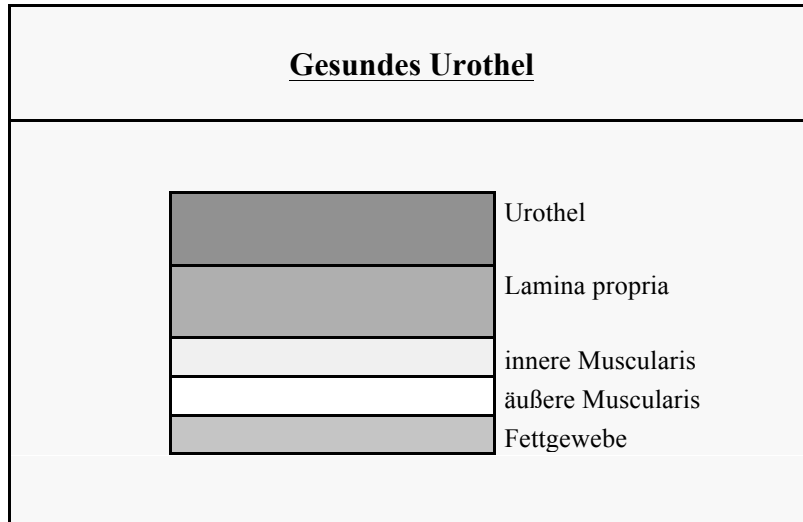 Gesundes Urothel
Urothel
Lamina propria
innere Muscularis
äußere Muscularis
Fettgewebe